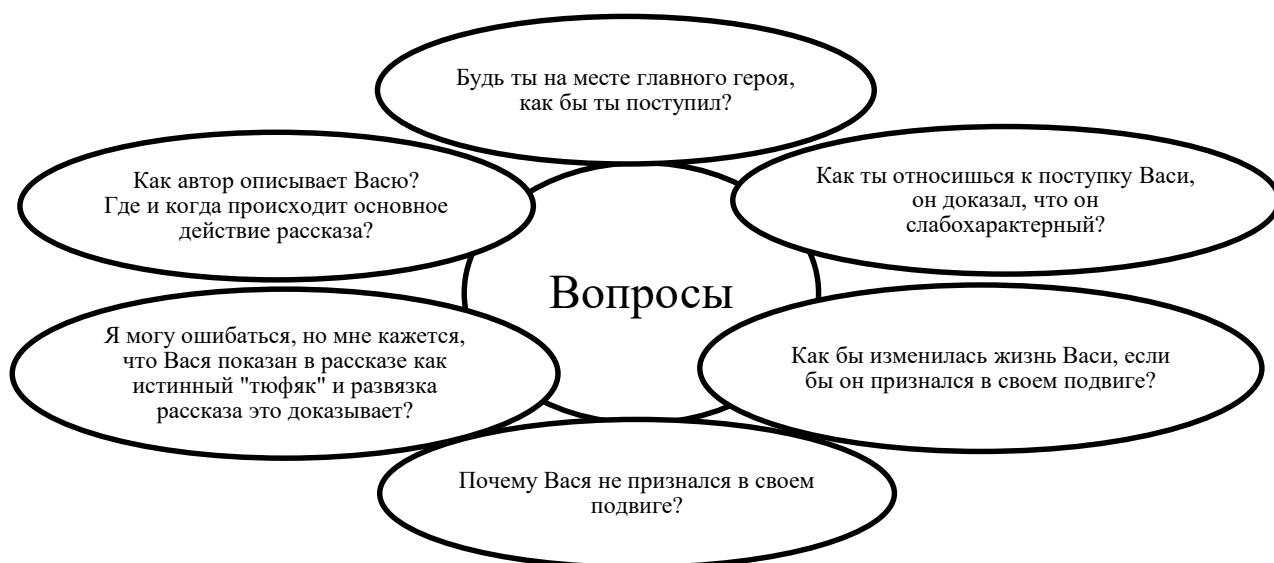 Будь ты на месте главного героя,
как бы ты поступил?
Как автор описывает Васю?
Где и когда происходит основное
действие рассказа?
Как ты относишься к поступку Васи,
он доказал, что он
слабохарактерный?
Вопросы
Я могу ошибаться, но мне кажется,
что Вася показан в рассказе как
истинный "тюфяк" и развязка
рассказа это доказывает?
Как бы изменилась жизнь Васи, если
бы он признался в своем подвиге?
Почему Вася не признался в своем
подвиге?